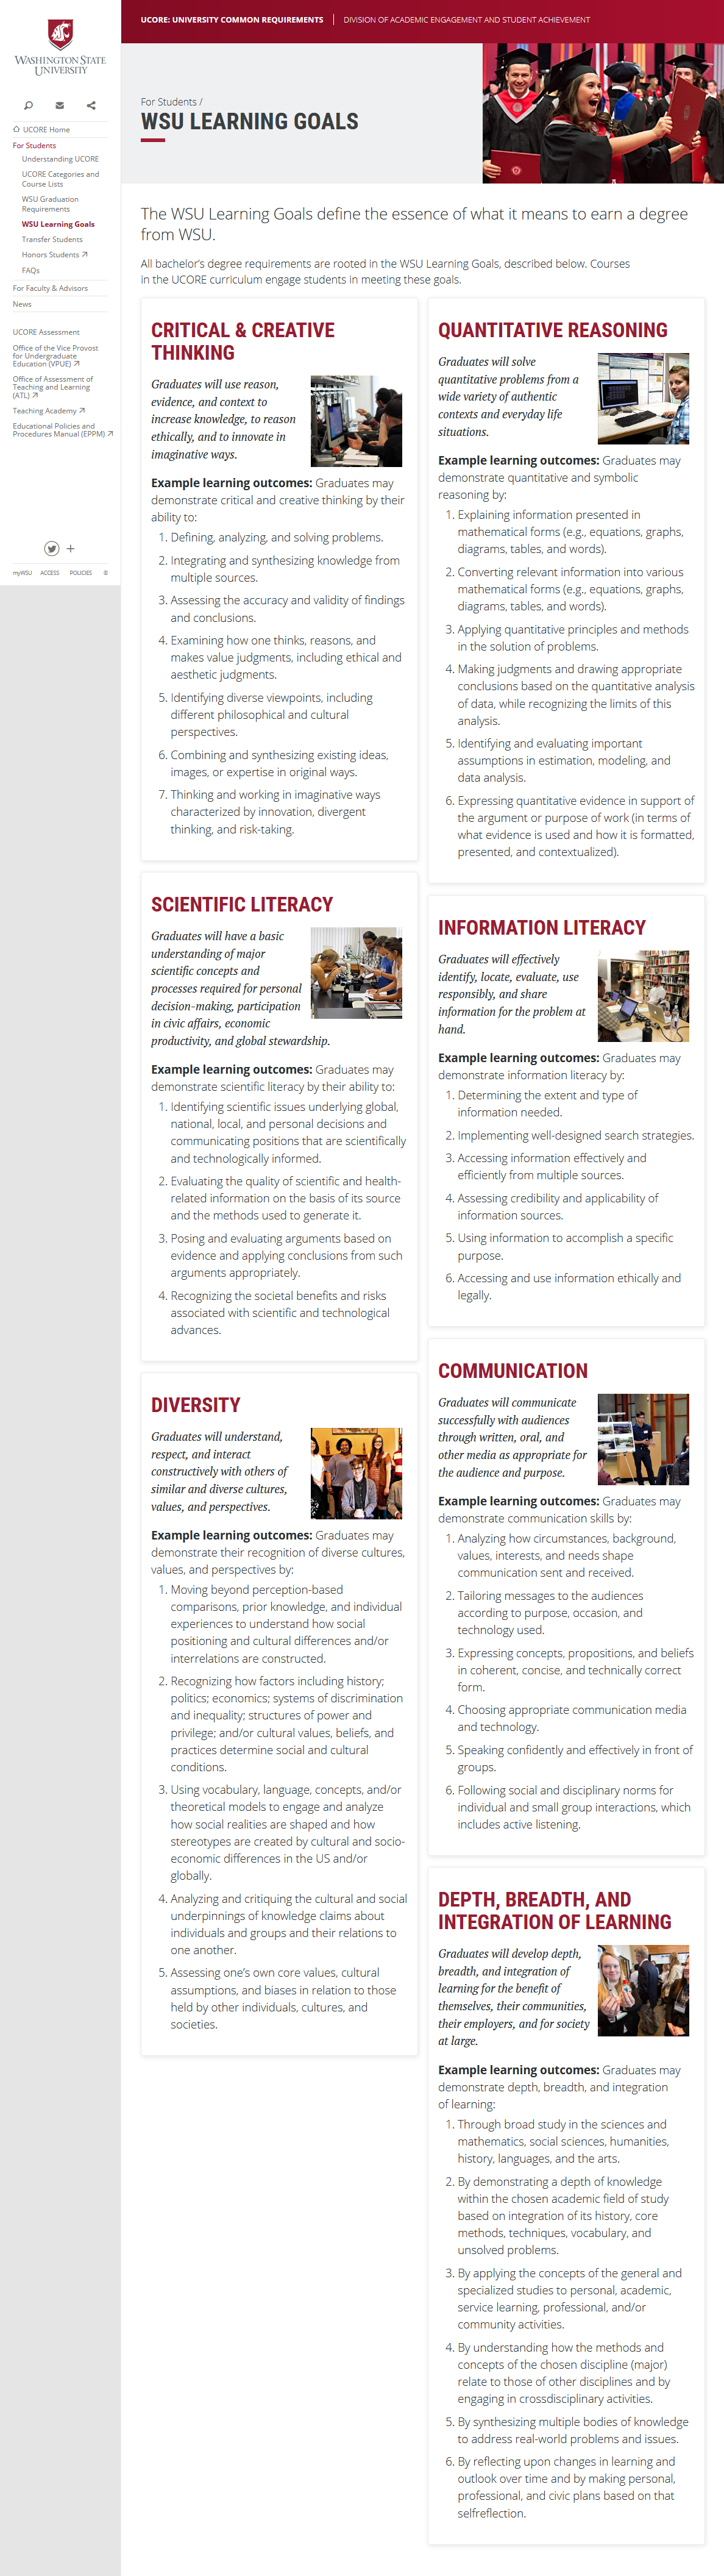 WASHINGTON STATE
UNIVERSITY
UCORE Home
For Students
Understanding UCORE
UCORE Categories and
Course Lists
WSU Graduation
Requirements
WSU Learning Goals
Transfer Students
Honors Students
FAQs
For Faculty & Advisors
News
UCORE Assessment
Office of the Vice Provost
for Undergraduate
Education (VPUE)
Office of Assessment of
Teaching and Learning
(ATL)
Teaching Academy
Educational Policies and
Procedures Manual (EPPM)
myWSU ACCESS POLICIES ©
UCORE: UNIVERSITY COMMON REQUIREMENTS | DIVISION OF ACADEMIC ENGAGEMENT AND STUDENT ACHIEVEMENT
For Students /
WSU LEARNING GOALS
The WSU Learning Goals define the essence of what it means to earn a degree
from WSU.
All bachelor's degree requirements are rooted in the WSU Learning Goals, described below. Courses
in the UCORE curriculum engage students in meeting these goals.
CRITICAL & CREATIVE
THINKING
Graduates will use reason,
evidence, and context to
increase knowledge, to reason
ethically, and to innovate in
imaginative ways.
Example learning outcomes: Graduates may
demonstrate critical and creative thinking by their
ability to:
1. Defining, analyzing, and solving problems.
2. Integrating and synthesizing knowledge from
multiple sources.
3. Assessing the accuracy and validity of findings
and conclusions.
4. Examining how one thinks, reasons, and
makes value judgments, including ethical and
aesthetic judgments.
5. Identifying diverse viewpoints, including
different philosophical and cultural
perspectives.
6. Combining and synthesizing existing ideas,
images, or expertise in original ways.
7. Thinking and working in imaginative ways
characterized by innovation, divergent
thinking, and risk-taking.
SCIENTIFIC LITERACY
Graduates will have a basic
understanding of major
scientific concepts and
processes required for personal
decision-making, participation
in civic affairs, economic
productivity, and global stewardship.
Example learning outcomes: Graduates may
demonstrate scientific literacy by their ability to:
1. Identifying scientific issues underlying global,
national, local, and personal decisions and
communicating positions that are scientifically
and technologically informed.
2. Evaluating the quality of scientific and health-
related information on the basis of its source
and the methods used to generate it.
3. Posing and evaluating arguments based on
evidence and applying conclusions from such
arguments appropriately.
4. Recognizing the societal benefits and risks
associated with scientific and technological
advances.
DIVERSITY
Graduates will understand,
respect, and interact
constructively with others of
similar and diverse cultures,
values, and perspectives.
Example learning outcomes: Graduates may
demonstrate their recognition of diverse cultures,
values, and perspectives by:
1. Moving beyond perception-based
comparisons, prior knowledge, and individual
experiences to understand how social
positioning and cultural differences and/or
interrelations are constructed.
2. Recognizing how factors including history;
politics; economics; systems of discrimination
and inequality; structures of power and
privilege; and/or cultural values, beliefs, and
practices determine social and cultural
conditions.
3. Using vocabulary, language, concepts, and/or
theoretical models to engage and analyze
how social realities are shaped and how
stereotypes are created by cultural and socio-
economic differences in the US and/or
globally.
4. Analyzing and critiquing the cultural and social
underpinnings of knowledge claims about
individuals and groups and their relations to
one another.
5. Assessing one's own core values, cultural
assumptions, and biases in relation to those
held by other individuals, cultures, and
societies.
QUANTITATIVE REASONING
Graduates will solve
quantitative problems from a
wide variety of authentic
contexts and everyday life
situations.
Example learning outcomes: Graduates may
demonstrate quantitative and symbolic
reasoning by:
1. Explaining information presented in
mathematical forms (e.g., equations, graphs,
diagrams, tables, and words).
2. Converting relevant information into various
mathematical forms (e.g., equations, graphs,
diagrams, tables, and words).
3. Applying quantitative principles and methods
in the solution of problems.
4. Making judgments and drawing appropriate
conclusions based on the quantitative analysis
of data, while recognizing the limits of this
analysis.
5. Identifying and evaluating important
assumptions in estimation, modeling, and
data analysis.
6. Expressing quantitative evidence in support of
the argument or purpose of work (in terms of
what evidence is used and how it is formatted,
presented, and contextualized).
INFORMATION LITERACY
Graduates will effectively
identify, locate, evaluate, use
responsibly, and share
information for the problem at
hand.
Example learning outcomes: Graduates may
demonstrate information literacy by:
1. Determining the extent and type of
information needed.
2. Implementing well-designed search strategies.
3. Accessing information effectively and
efficiently from multiple sources.
4. Assessing credibility and applicability of
information sources.
5. Using information to accomplish a specific
purpose.
6. Accessing and use information ethically and
legally.
COMMUNICATION
Graduates will communicate
successfully with audiences
through written, oral, and
other media as appropriate for
the audience and purpose.
Example learning outcomes: Graduates may
demonstrate communication skills by:
1. Analyzing how circumstances, background,
values, interests, and needs shape
communication sent and received.
2. Tailoring messages to the audiences
according to purpose, occasion, and
technology used.
3. Expressing concepts, propositions, and beliefs
in coherent, concise, and technically correct
form.
4. Choosing appropriate communication media
and technology.
5. Speaking confidently and effectively in front of
groups.
6. Following social and disciplinary norms for
individual and small group interactions, which
includes active listening.
DEPTH, BREADTH, AND
INTEGRATION OF LEARNING
Graduates will develop depth,
breadth, and integration of
learning for the benefit of
themselves, their communities,
their employers, and for society
at large.
Example learning outcomes: Graduates may
demonstrate depth, breadth, and integration
of learning:
1. Through broad study in the sciences and
mathematics, social sciences, humanities,
history, languages, and the arts.
2. By demonstrating a depth of knowledge
within the chosen academic field of study
based on integration of its history, core
methods, techniques, vocabulary, and
unsolved problems.
3. By applying the concepts of the general and
specialized studies to personal, academic,
service learning, professional, and/or
community activities.
4. By understanding how the methods and
concepts of the chosen discipline (major)
relate to those of other disciplines and by
engaging in crossdisciplinary activities.
5. By synthesizing multiple bodies of knowledge
to address real-world problems and issues.
6. By reflecting upon changes in learning and
outlook over time and by making personal,
professional, and civic plans based on that
selfreflection.